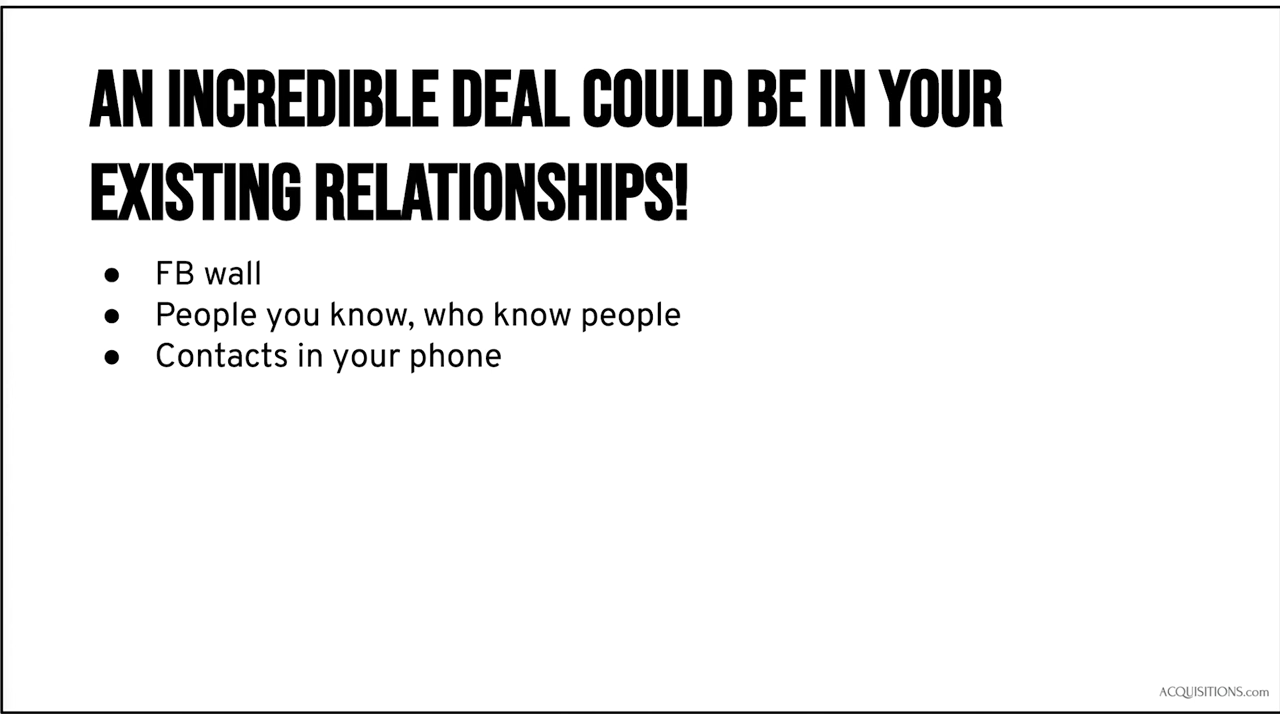 AN INCREDIBLE DEAL COULD BE IN YOUR
EXISTING RELATIONSHIPS!
● FB wall
● People you know, who know people
● Contacts in your phone
ACQUISITIONS.com